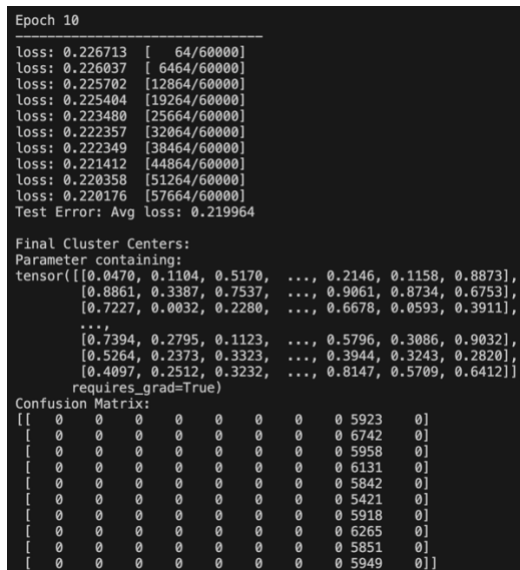 Epoch 10
-------------------------------
loss: 0.226713  [   64/60000]
loss: 0.226037  [ 6464/60000]
loss: 0.225702  [12864/60000]
loss: 0.225404  [19264/60000]
loss: 0.223480  [25664/60000]
loss: 0.222357  [32064/60000]
loss: 0.222349  [38464/60000]
loss: 0.221412  [44864/60000]
loss: 0.220358  [51264/60000]
loss: 0.220176  [57664/60000]
Test Error: Avg loss: 0.219964

Final Cluster Centers:
Parameter containing:
tensor([[0.0470, 0.1104, 0.5170,  ..., 0.2146, 0.1158, 0.8873],
        [0.8861, 0.3387, 0.7537,  ..., 0.9061, 0.8734, 0.6753],
        [0.7227, 0.0032, 0.2280,  ..., 0.6678, 0.0593, 0.3911],
        ...,
        [0.7394, 0.2795, 0.1123,  ..., 0.5796, 0.3086, 0.9032],
        [0.5264, 0.2373, 0.3323,  ..., 0.3944, 0.3243, 0.2820],
        [0.4097, 0.2512, 0.3232,  ..., 0.8147, 0.5709, 0.6412]]
       requires_grad=True)
Confusion Matrix:
[[   0    0    0    0    0    0    0    0 5923    0]
 [   0    0    0    0    0    0    0    0 6742    0]
 [   0    0    0    0    0    0    0    0 5958    0]
 [   0    0    0    0    0    0    0    0 6131    0]
 [   0    0    0    0    0    0    0    0 5842    0]
 [   0    0    0    0    0    0    0    0 5421    0]
 [   0    0    0    0    0    0    0    0 5918    0]
 [   0    0    0    0    0    0    0    0 6265    0]
 [   0    0    0    0    0    0    0    0 5851    0]
 [   0    0    0    0    0    0    0    0 5949    0]]